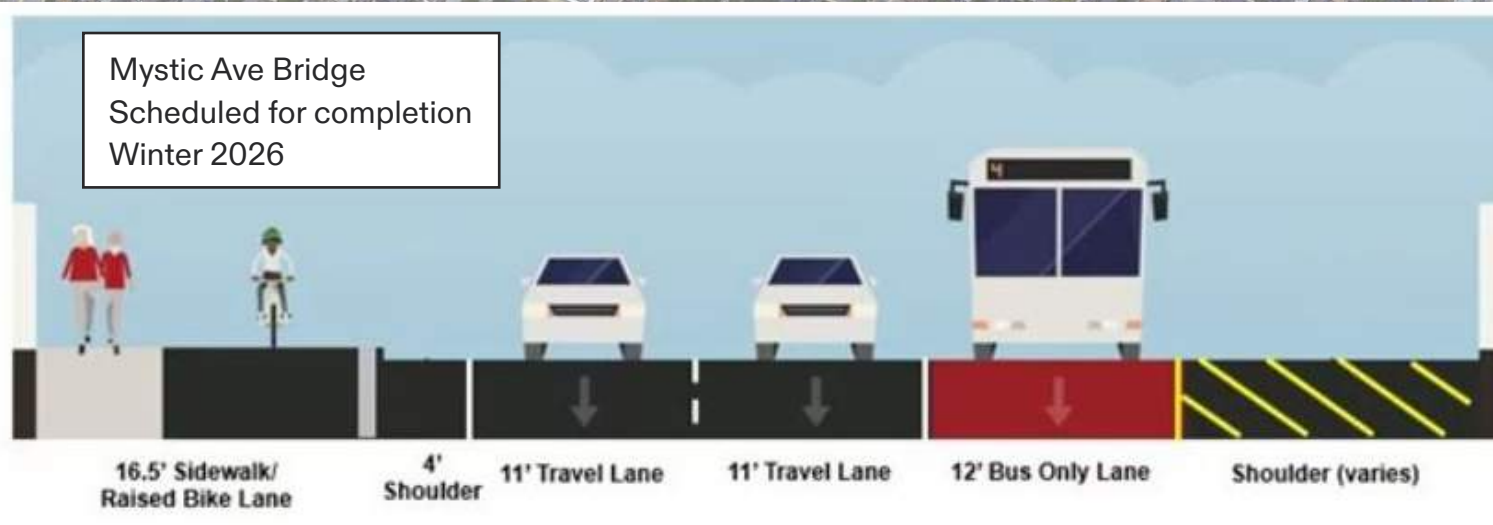 Mystic Ave Bridge
Scheduled for completion
Winter 2026
4
16.5' Sidewalk/
Raised Bike Lane
4'
Shoulder
11' Travel Lane
11' Travel Lane
12' Bus Only Lane
Shoulder (varies)